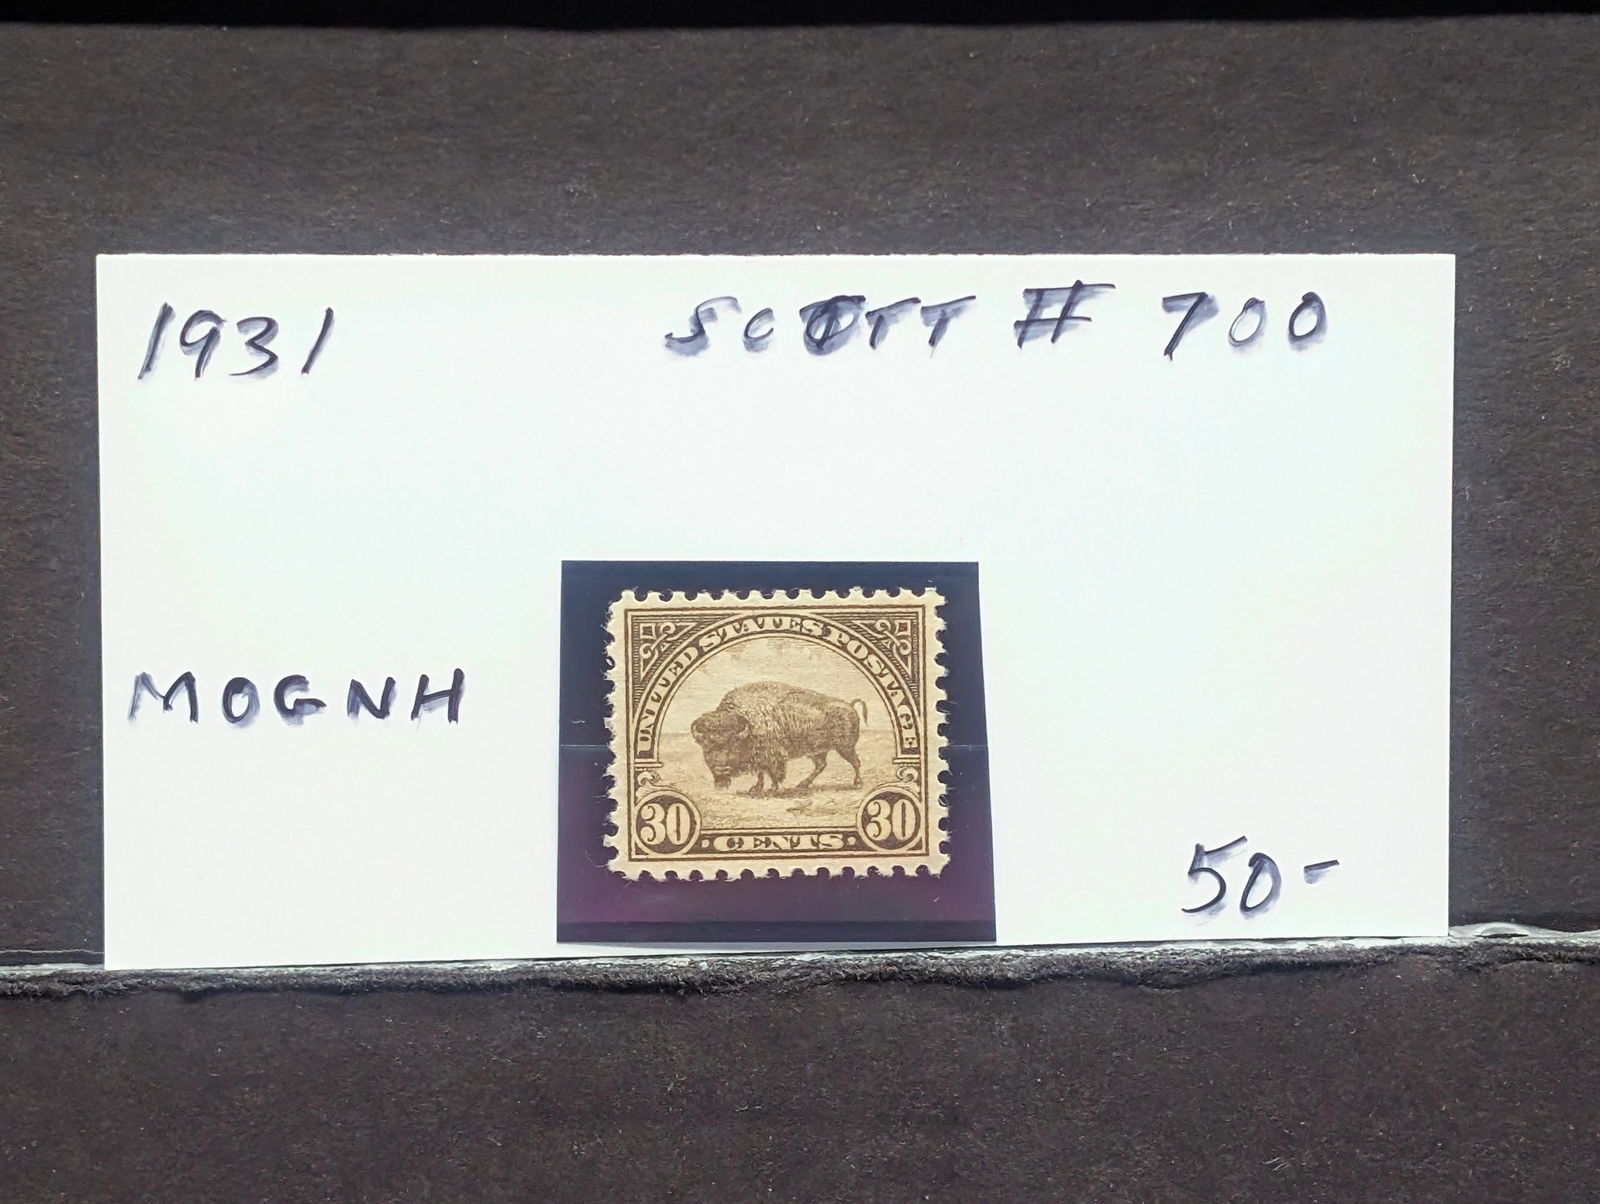 1931 SCOTT # 700
UNITED STATES POSTAGE
MOGNH
30 CENTS 30
50-